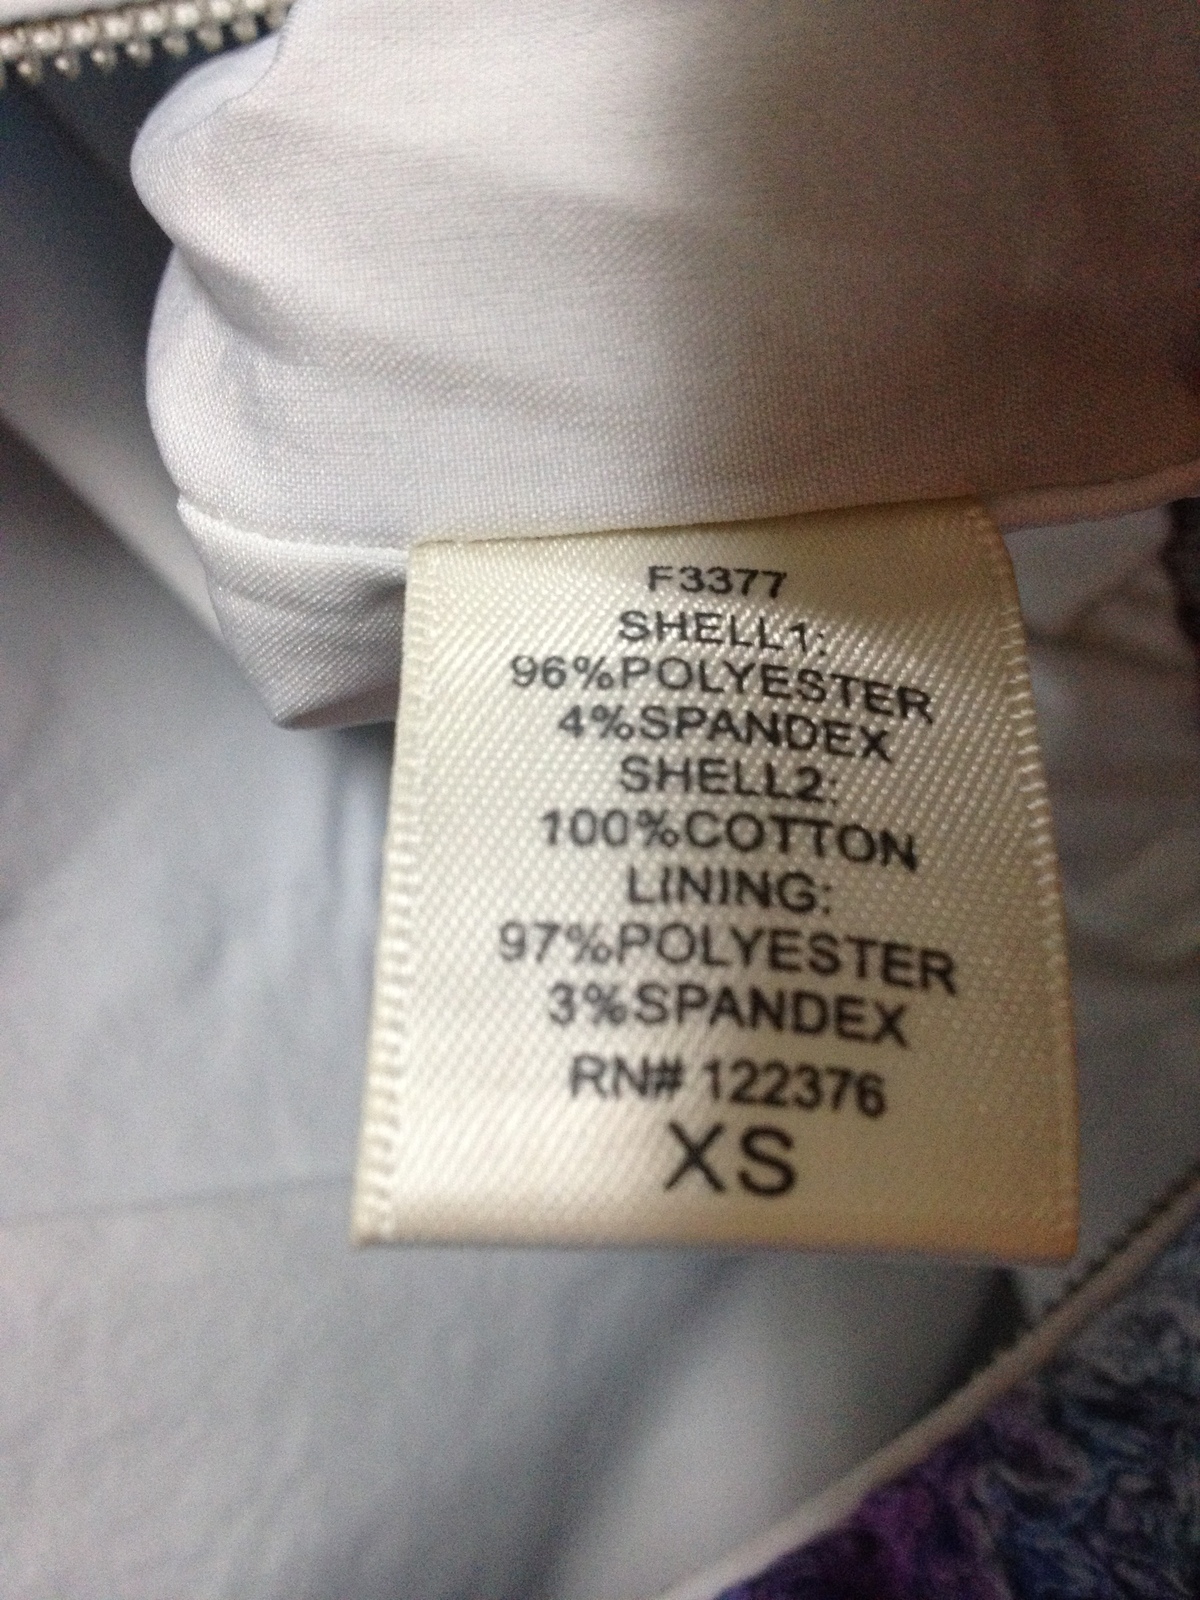 F3377
SHELL1:
96%POLYESTER
4%SPANDEX
SHELL2:
100%COTTON
LINING:
97%POLYESTER
3%SPANDEX
RN# 122376
XS